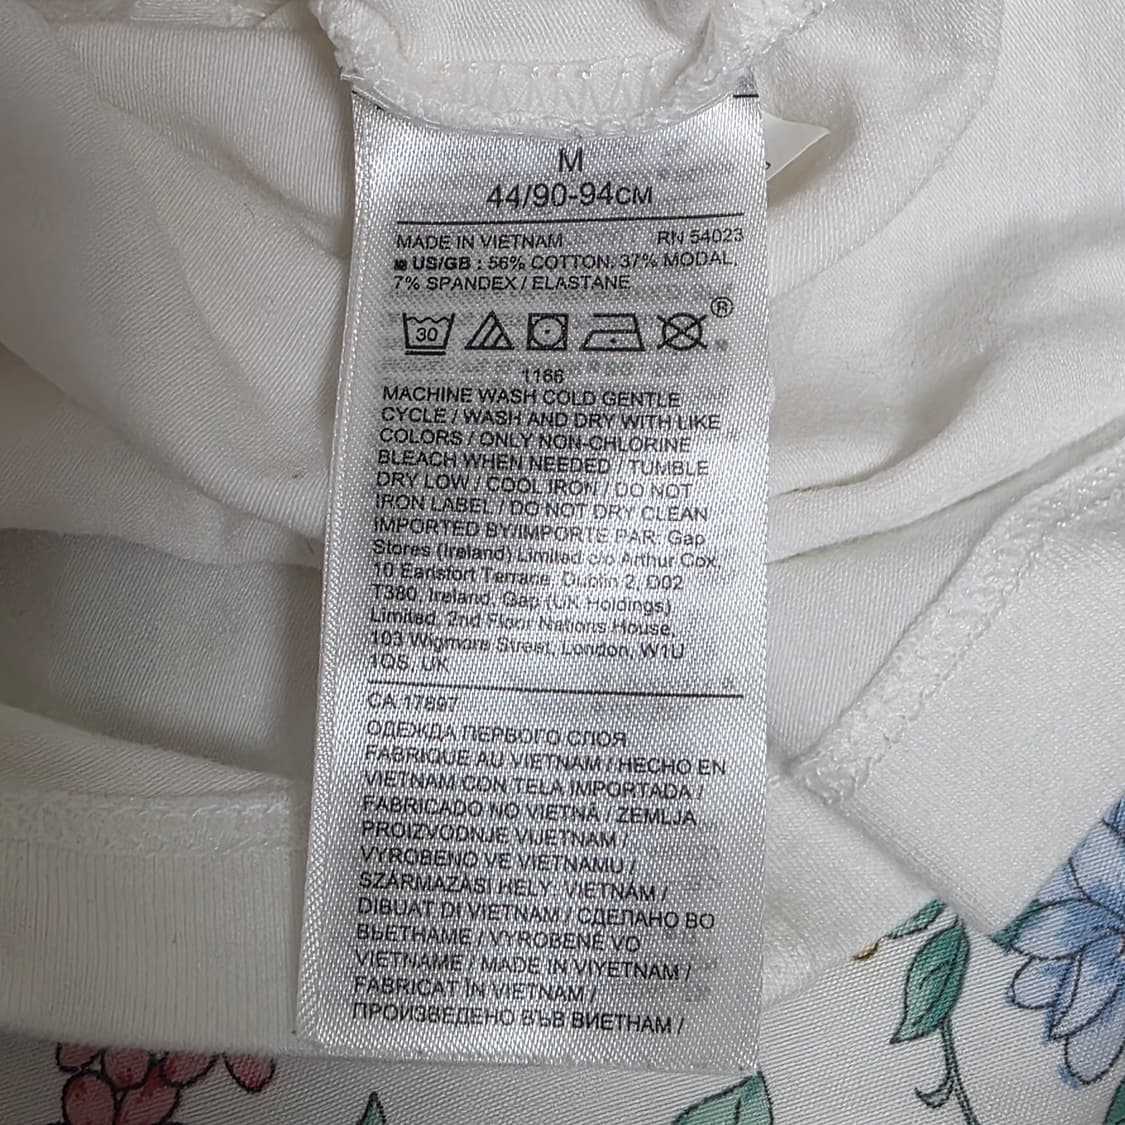 M
44/90-94CM
MADE IN VIETNAM RN 54023
US/GB : 56% COTTON, 37% MODAL,
7% SPANDEX / ELASTANE
30
®
1166
MACHINE WASH COLD GENTLE
CYCLE / WASH AND DRY WITH LIKE
COLORS / ONLY NON-CHLORINE
BLEACH WHEN NEEDED / TUMBLE
DRY LOW / COOL IRON / DO NOT
IRON LABEL / DO NOT DRY CLEAN
IMPORTED BY/IMPORTE PAR: Gap
Stores (Ireland) Limited c/o Arthur Cox,
10 Earlsfort Terrace, Dublin 2, D02
T380, Ireland, Gap (UK Holdings)
Limited, 2nd Floor Nations House,
103 Wigmore Street, London, W1U
1QS, UK
CA 17897
ОДЕЖДА ПЕРВОГО СЛОЯ
FABRIQUE AU VIETNAM / HECHO EN
VIETNAM CON TELA IMPORTADA /
FABRICADO NO VIETNÃ / ZEMLJA
PROIZVODNJE VIJETNAM /
VYROBENO VE VIETNAMU /
SZÁRMAZÁSI HELY: VIETNAM /
DIBUAT DI VIETNAM / СДЕЛАНО ВО
ВЬЕТНАМЕ / VYROBENÉ VO
VIETNAME / MADE IN VIYETNAM /
FABRICAT ÎN VIETNAM /
ПРОИЗВЕДЕНО ВЪВ ВИЕТНАМ /